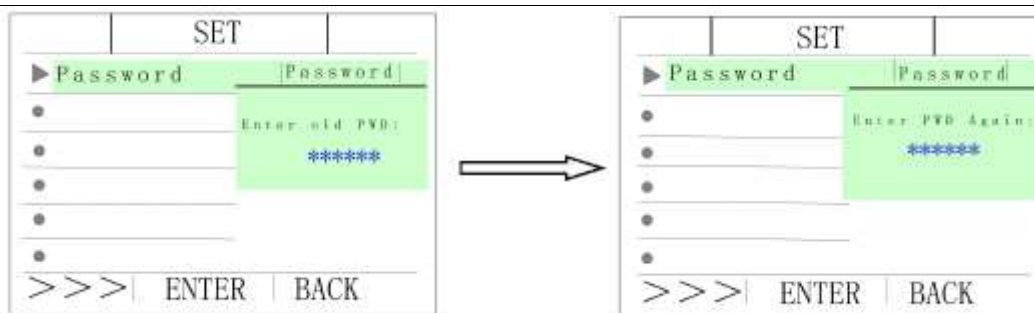 SET
Password
Password
Enter old PWD:
******
>>> ENTER BACK
SET
Password
Password
Enter PWD Again:
******
>>> ENTER BACK